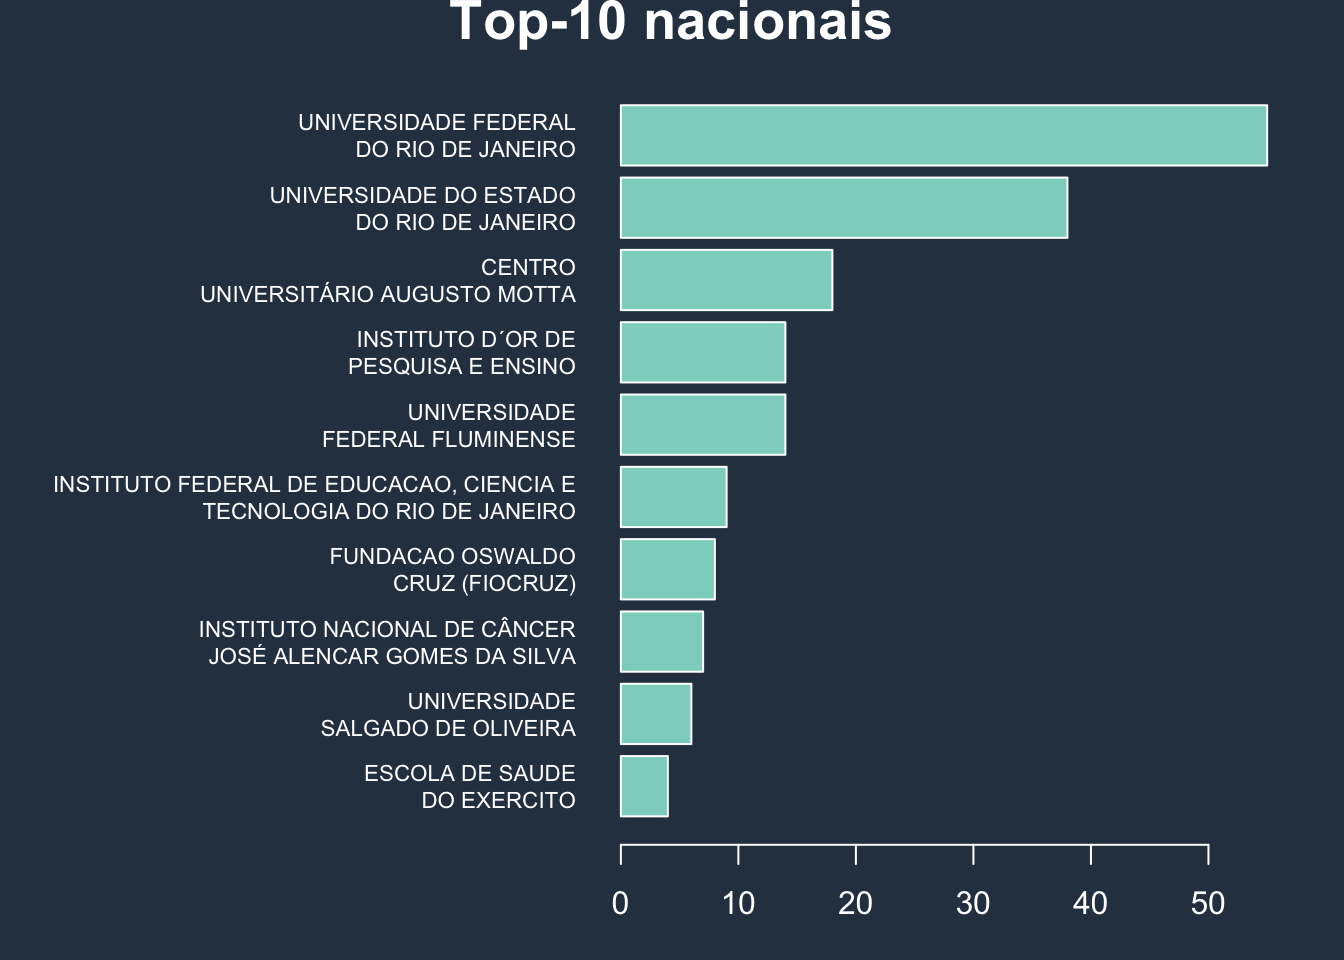 Top-10 nacionais
UNIVERSIDADE FEDERAL
DO RIO DE JANEIRO
UNIVERSIDADE DO ESTADO
DO RIO DE JANEIRO
CENTRO
UNIVERSITÁRIO AUGUSTO MOTTA
INSTITUTO D´OR DE
PESQUISA E ENSINO
UNIVERSIDADE
FEDERAL FLUMINENSE
INSTITUTO FEDERAL DE EDUCACAO, CIENCIA E
TECNOLOGIA DO RIO DE JANEIRO
FUNDACAO OSWALDO
CRUZ (FIOCRUZ)
INSTITUTO NACIONAL DE CÂNCER
JOSÉ ALENCAR GOMES DA SILVA
UNIVERSIDADE
SALGADO DE OLIVEIRA
ESCOLA DE SAUDE
DO EXERCITO
0 10 20 30 40 50